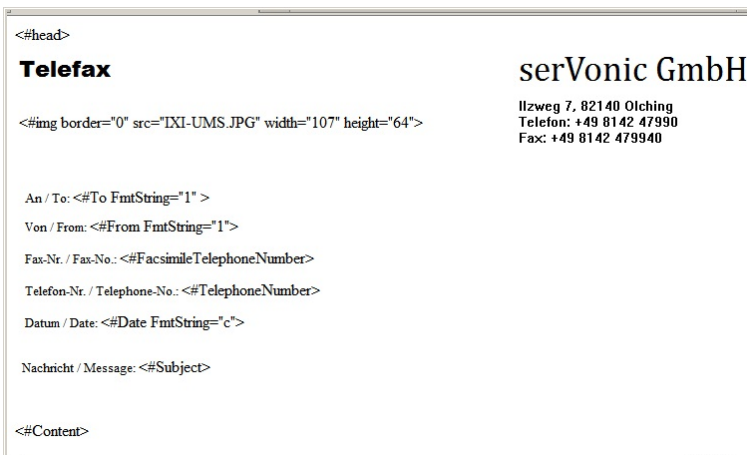 <#head>
Telefax
serVonic GmbH
Ilzweg 7, 82140 Olching
Telefon: +49 8142 47990
Fax: +49 8142 479940
<#img border="0" src="IXI-UMS.JPG" width="107" height="64">
An / To: <#To FmtString="1" >
Von / From: <#From FmtString="1">
Fax-Nr. / Fax-No.: <#FacsimileTelephoneNumber>
Telefon-Nr. / Telephone-No.: <#TelephoneNumber>
Datum / Date: <#Date FmtString="c">
Nachricht / Message: <#Subject>
<#Content>